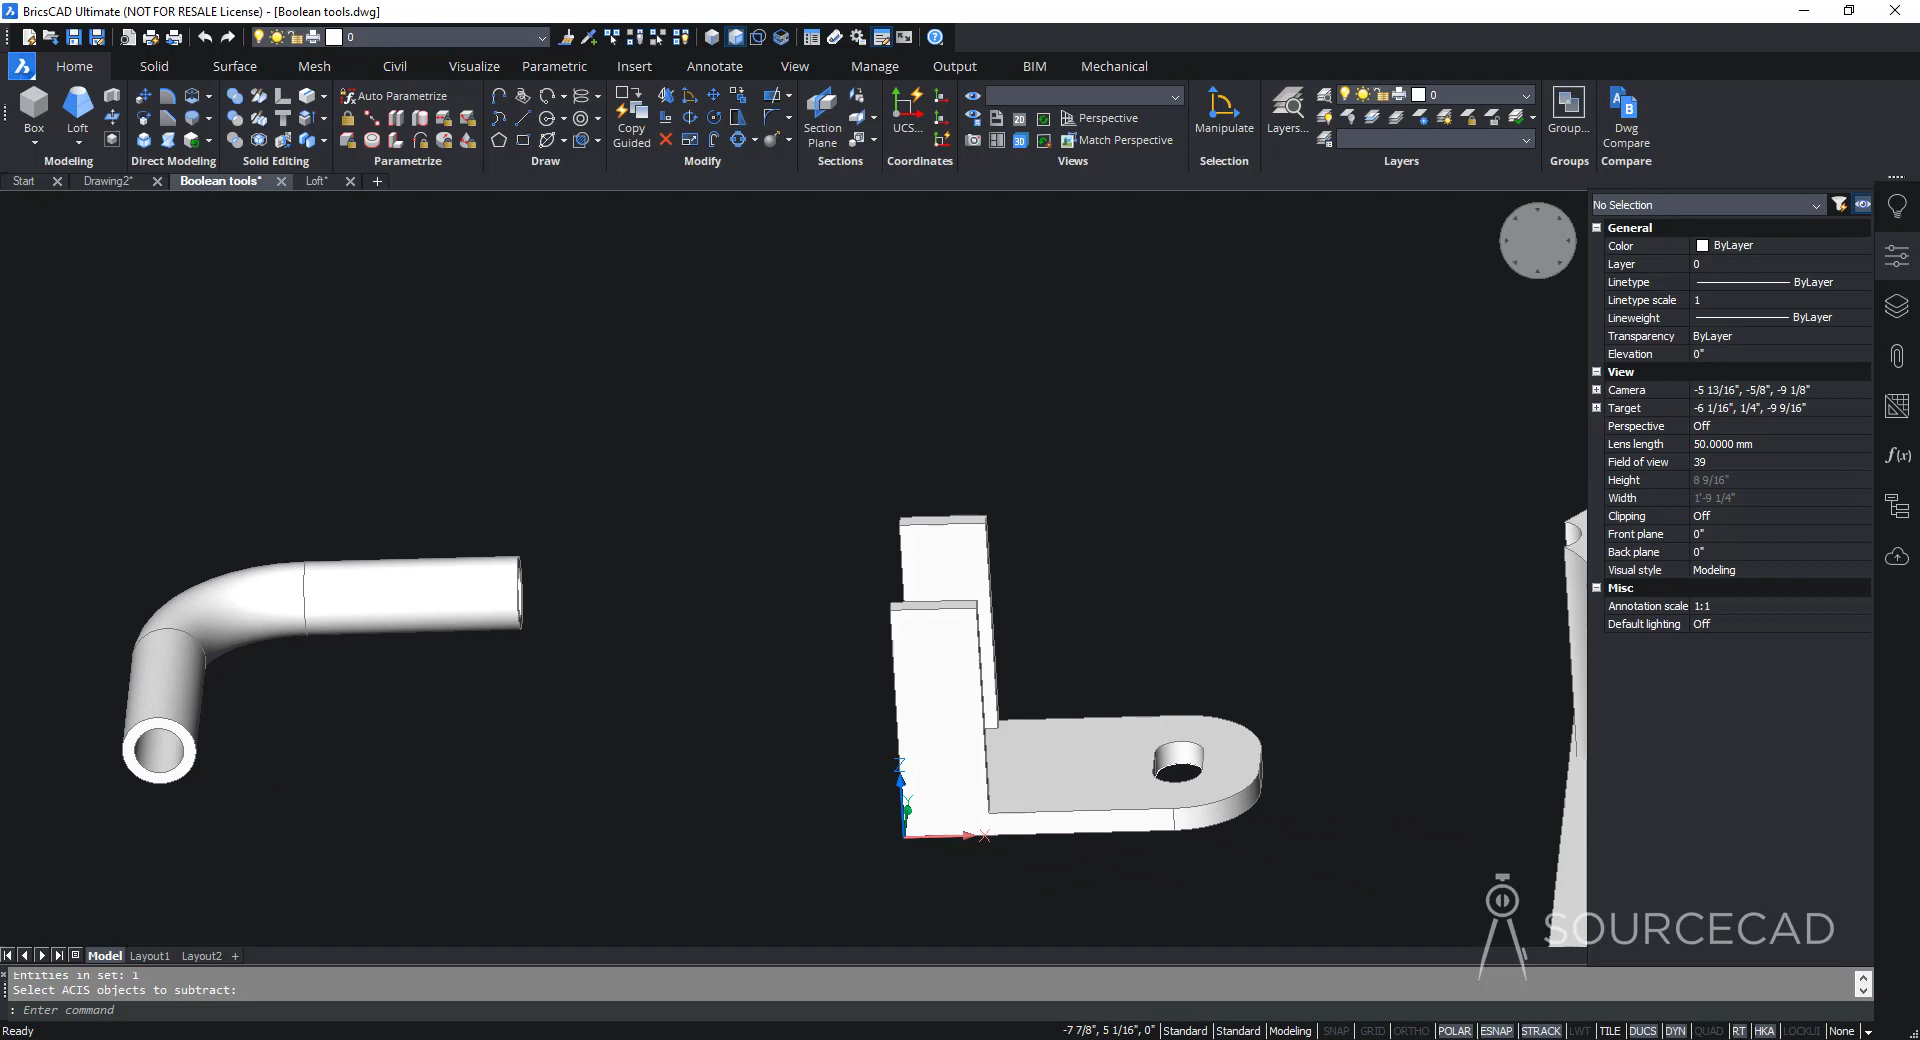 BricsCAD Ultimate (NOT FOR RESALE License) - [Boolean tools.dwg]
0
Home Solid Surface Mesh Civil Visualize Parametric Insert Annotate View Manage Output BIM Mechanical
Auto Parametrize
Perspective
0
Box Loft Copy Guided Section Plane UCS... Match Perspective Manipulate Layers... Group... Dwg Compare
2D
3D
Modeling Direct Modeling Solid Editing Parametrize Draw Modify Sections Coordinates Views Selection Layers Groups Compare
Start Drawing2* Boolean tools* Loft*
No Selection
General
Color ByLayer
Layer 0
Linetype ByLayer
Linetype scale 1
Lineweight ByLayer
Transparency ByLayer
Elevation 0"
View
Camera -5 13/16", -5/8", -9 1/8"
Target -6 1/16", 1/4", -9 9/16"
Perspective Off
Lens length 50.0000 mm
Field of view 39
Height 8 9/16"
Width 1'-9 1/4"
Clipping Off
Front plane 0"
Back plane 0"
Visual style Modeling
Misc
Annotation scale 1:1
Default lighting Off
f(x)
Z
Y
X
SOURCECAD
Model Layout1 Layout2 +
Entities in set: 1
Select ACIS objects to subtract:
: Enter command
Ready -7 7/8", 5 1/16", 0" Standard Standard Modeling SNAP GRID ORTHO POLAR ESNAP STRACK LWT TILE DUCS DYN QUAD RT HKA LOCKUI None